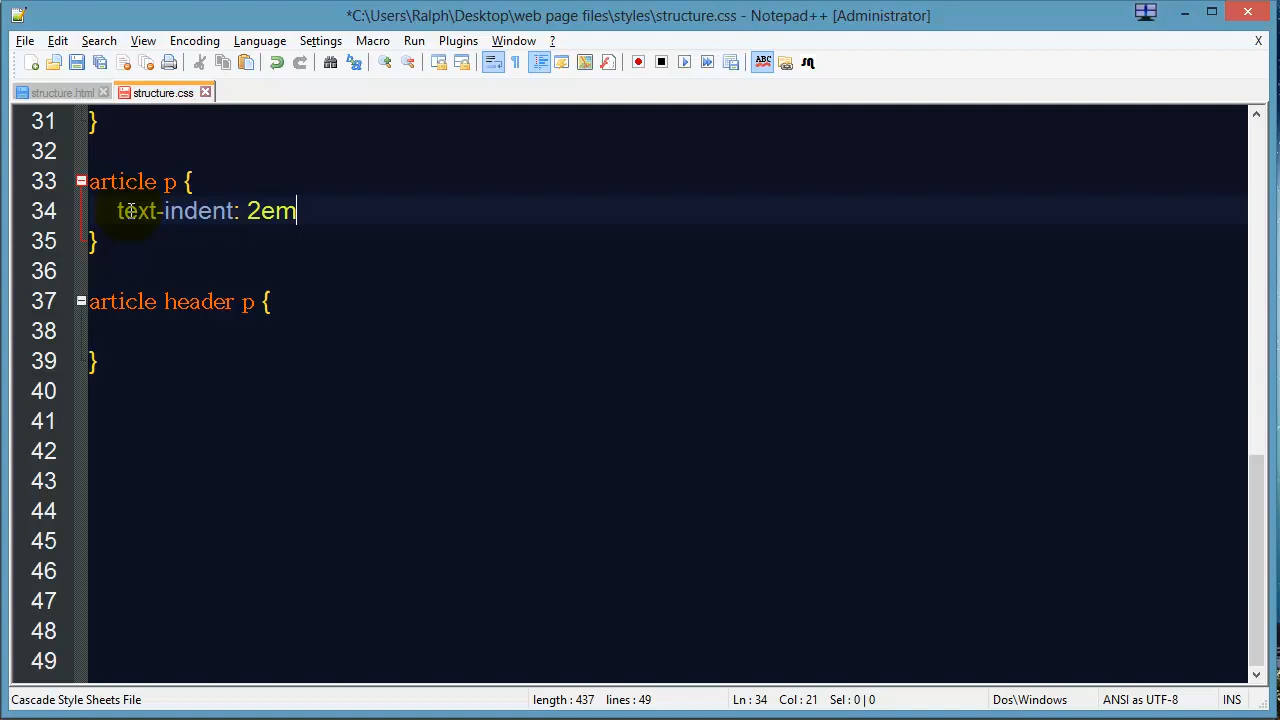 *C:\Users\Ralph\Desktop\web page files\styles\structure.css - Notepad++ [Administrator]
File Edit Search View Encoding Language Settings Macro Run Plugins Window ? X
structure.html structure.css
31 }
32
33 article p {
34 text-indent: 2em
35 }
36
37 article header p {
38
39 }
40
41
42
43
44
45
46
47
48
49
Cascade Style Sheets File length : 437 lines : 49 Ln : 34 Col : 21 Sel : 0 | 0 Dos\Windows ANSI as UTF-8 INS